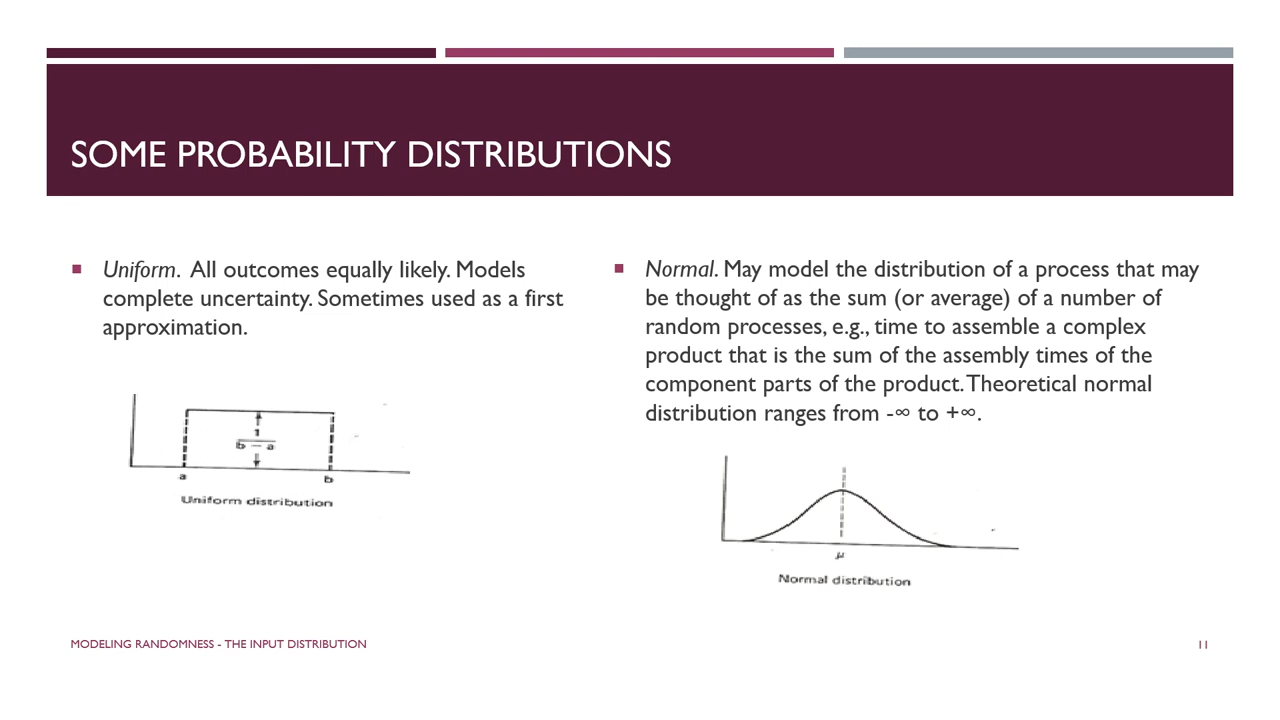 SOME PROBABILITY DISTRIBUTIONS
■ Uniform. All outcomes equally likely. Models
complete uncertainty. Sometimes used as a first
approximation.
1
b – a
a
b
Uniform distribution
■ Normal. May model the distribution of a process that may
be thought of as the sum (or average) of a number of
random processes, e.g., time to assemble a complex
product that is the sum of the assembly times of the
component parts of the product. Theoretical normal
distribution ranges from -∞ to +∞.
μ
Normal distribution
MODELING RANDOMNESS - THE INPUT DISTRIBUTION
11